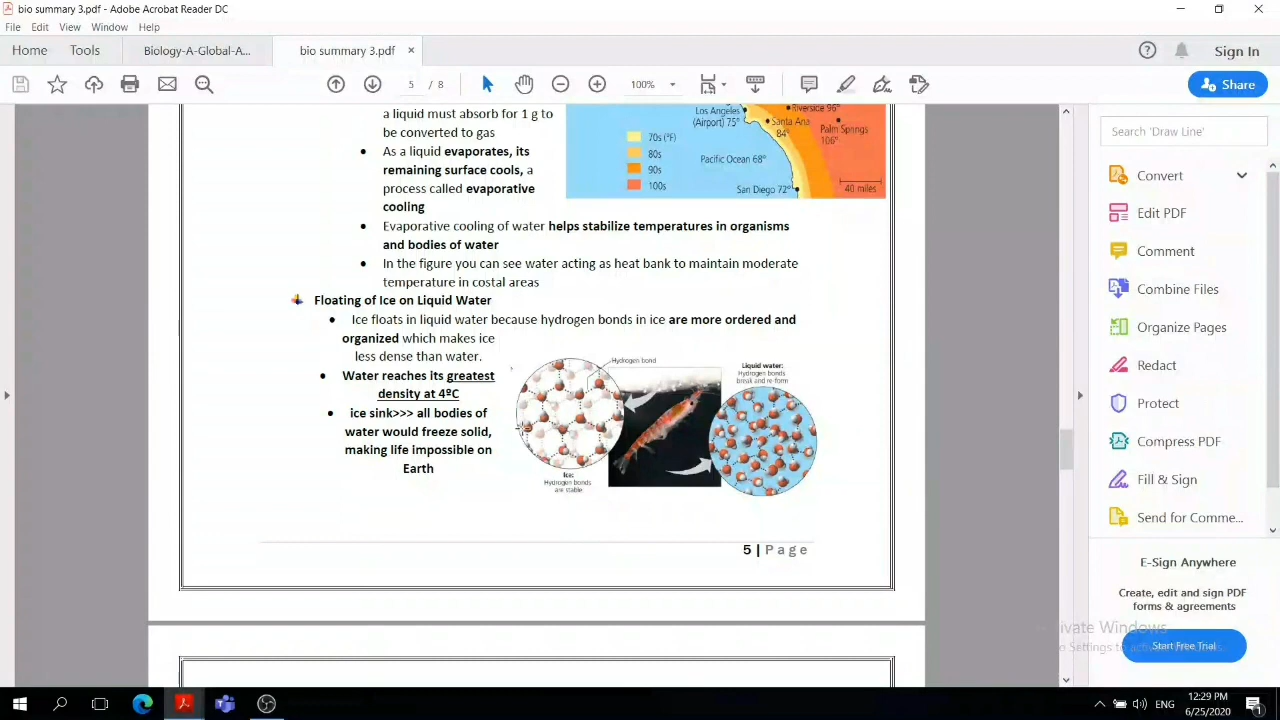 bio summary 3.pdf - Adobe Acrobat Reader DC
File Edit View Window Help
Home Tools Biology-A-Global-A... bio summary 3.pdf × Sign In
5 / 8 100% Share
a liquid must absorb for 1 g to
be converted to gas
• As a liquid evaporates, its
remaining surface cools, a
process called evaporative
cooling
Los Angeles
(Airport) 75°
Riverside 96°
Santa Ana
84°
Palm Springs
106°
70s (°F)
80s
90s
100s
Pacific Ocean 68°
San Diego 72°
40 miles
• Evaporative cooling of water helps stabilize temperatures in organisms
and bodies of water
• In the figure you can see water acting as heat bank to maintain moderate
temperature in costal areas
Floating of Ice on Liquid Water
• Ice floats in liquid water because hydrogen bonds in ice are more ordered and
organized which makes ice
less dense than water.
• Water reaches its greatest
density at 4ºC
• ice sink>>> all bodies of
water would freeze solid,
making life impossible on
Earth
Hydrogen bond
Liquid water:
Hydrogen bonds
break and re-form
Ice:
Hydrogen bonds
are stable
5 | Page
Search 'Draw Line'
Convert
Edit PDF
Comment
Combine Files
Organize Pages
Redact
Protect
Compress PDF
Fill & Sign
Send for Comme...
E-Sign Anywhere
Create, edit and sign PDF
forms & agreements
Start Free Trial
12:29 PM
ENG
6/25/2020